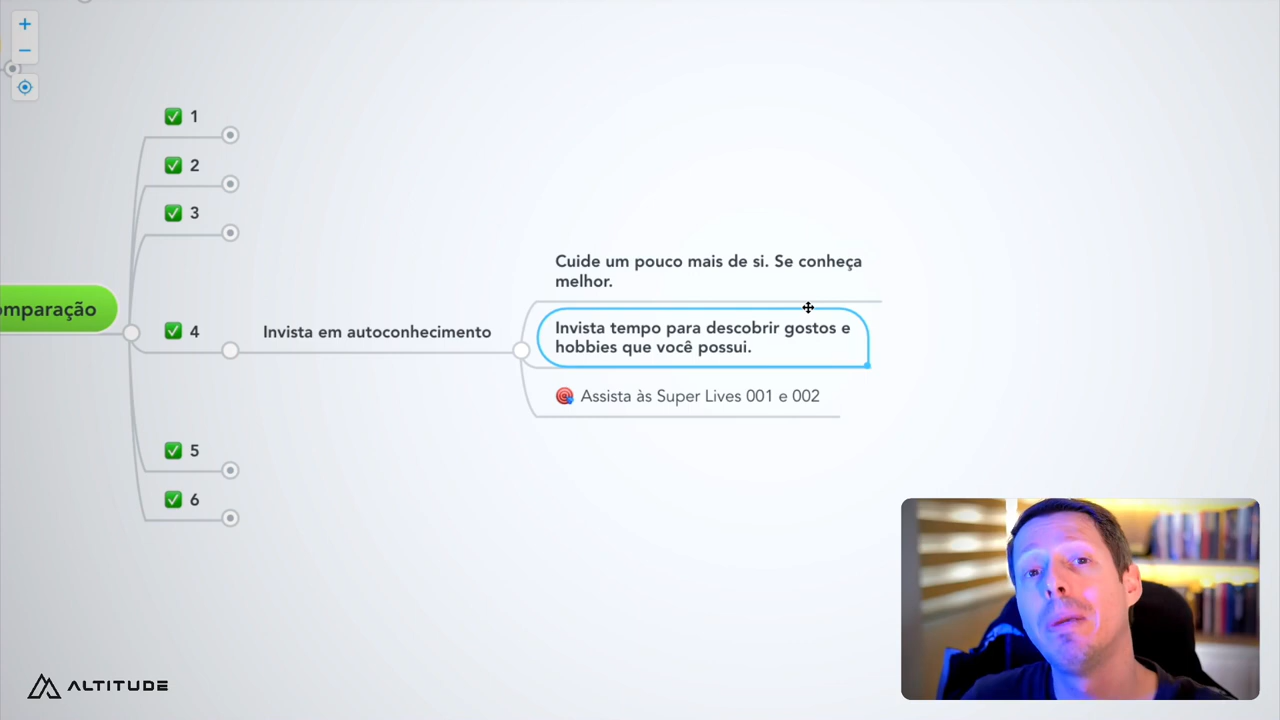 1
2
3
Cuide um pouco mais de si. Se conheça
melhor.
omparação
4
Invista em autoconhecimento
Invista tempo para descobrir gostos e
hobbies que você possui.
Assista às Super Lives 001 e 002
5
6
ALTITUDE